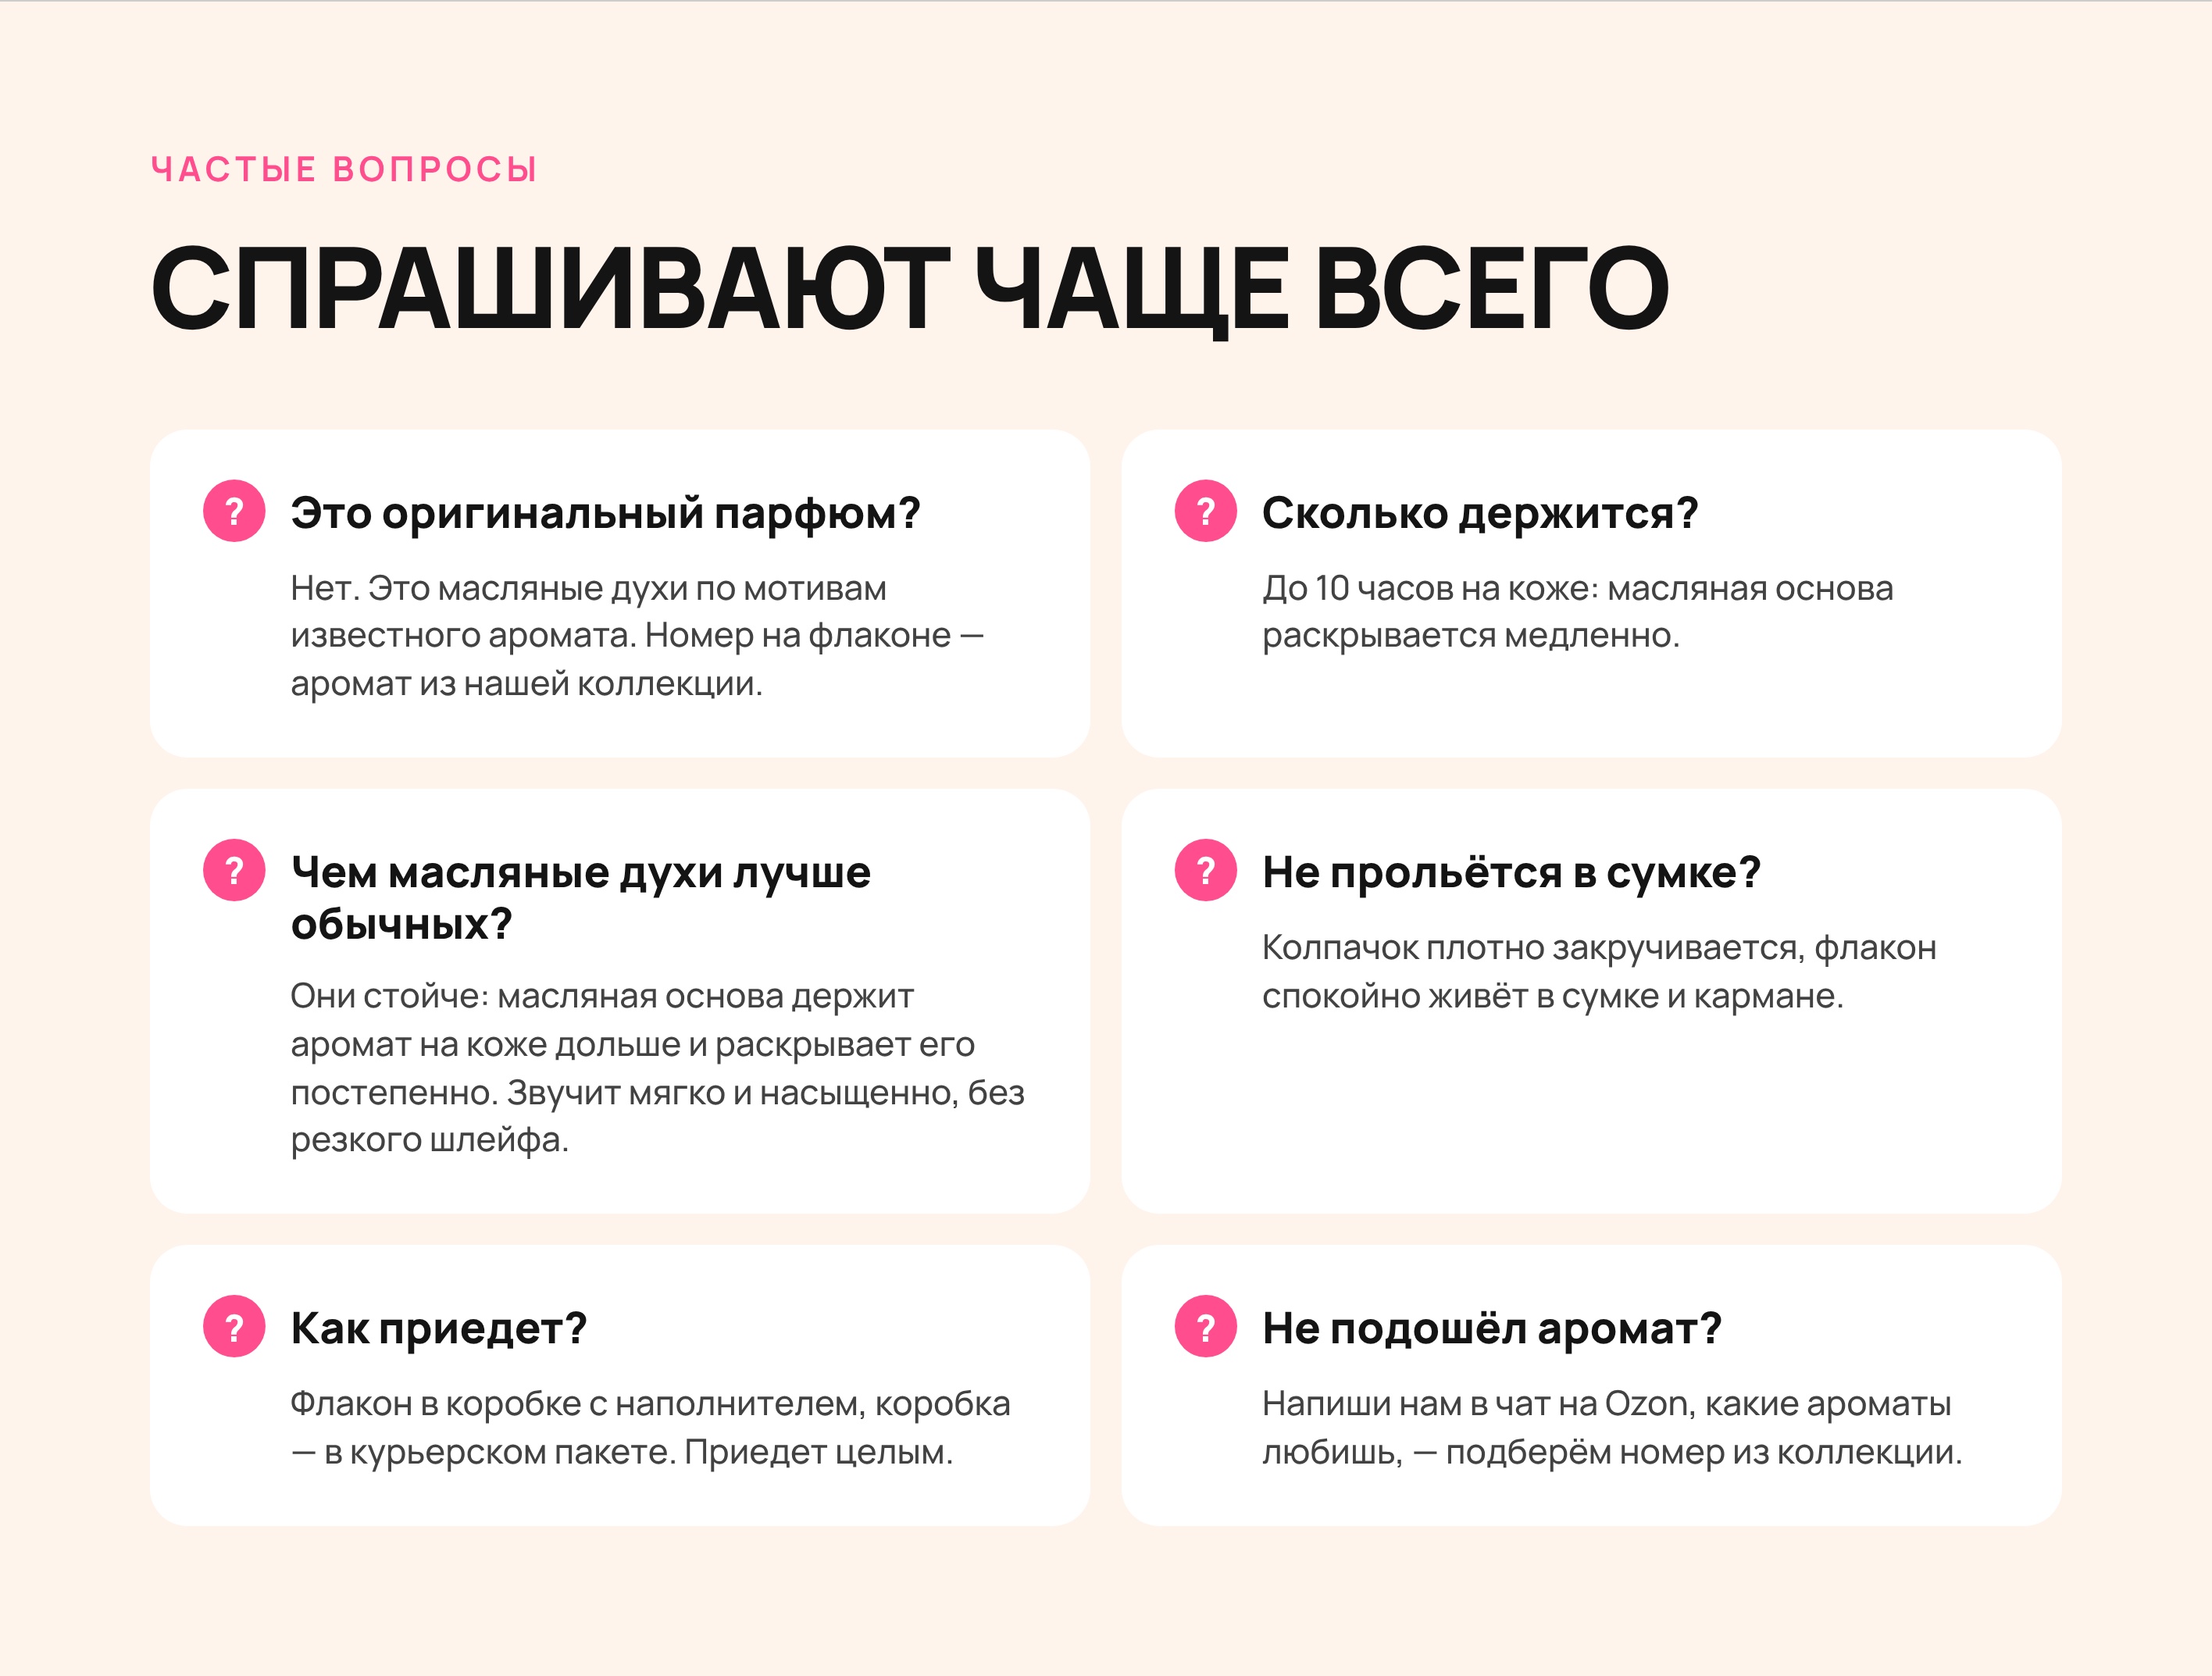 ЧАСТЫЕ ВОПРОСЫ
СПРАШИВАЮТ ЧАЩЕ ВСЕГО
? Это оригинальный парфюм?
Нет. Это масляные духи по мотивам
известного аромата. Номер на флаконе —
аромат из нашей коллекции.
? Сколько держится?
До 10 часов на коже: масляная основа
раскрывается медленно.
? Чем масляные духи лучше
обычных?
Они стойче: масляная основа держит
аромат на коже дольше и раскрывает его
постепенно. Звучит мягко и насыщенно, без
резкого шлейфа.
? Не прольётся в сумке?
Колпачок плотно закручивается, флакон
спокойно живёт в сумке и кармане.
? Как приедет?
Флакон в коробке с наполнителем, коробка
— в курьерском пакете. Приедет целым.
? Не подошёл аромат?
Напиши нам в чат на Ozon, какие ароматы
любишь, — подберём номер из коллекции.